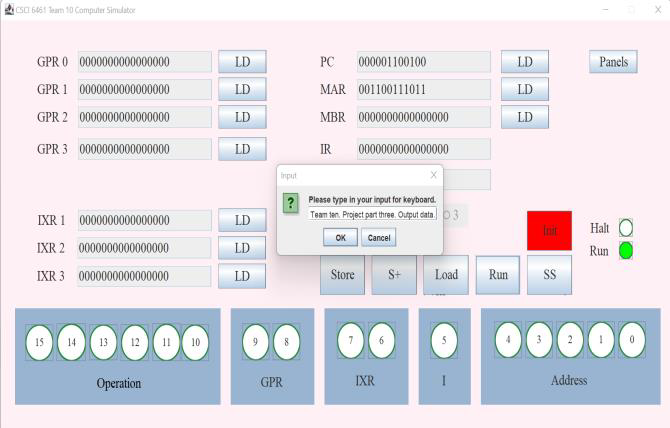 CSCI 6461 Team 10 Computer Simulator
GPR 0 0000000000000000 LD PC 000001100100 LD Panels
GPR 1 0000000000000000 LD MAR 001100111011 LD
GPR 2 0000000000000000 LD MBR 0000000000000000 LD
GPR 3 0000000000000000 LD IR 0000000000000000
Input X
Please type in your input for keyboard.
Team ten. Project part three. Output data.
OK Cancel
O 3
IXR 1 0000000000000000 LD
IXR 2 0000000000000000 LD
IXR 3 0000000000000000 LD
Init Halt
Run
Store S+ Load Run SS
15 14 13 12 11 10 9 8 7 6 5 4 3 2 1 0
Operation GPR IXR I Address